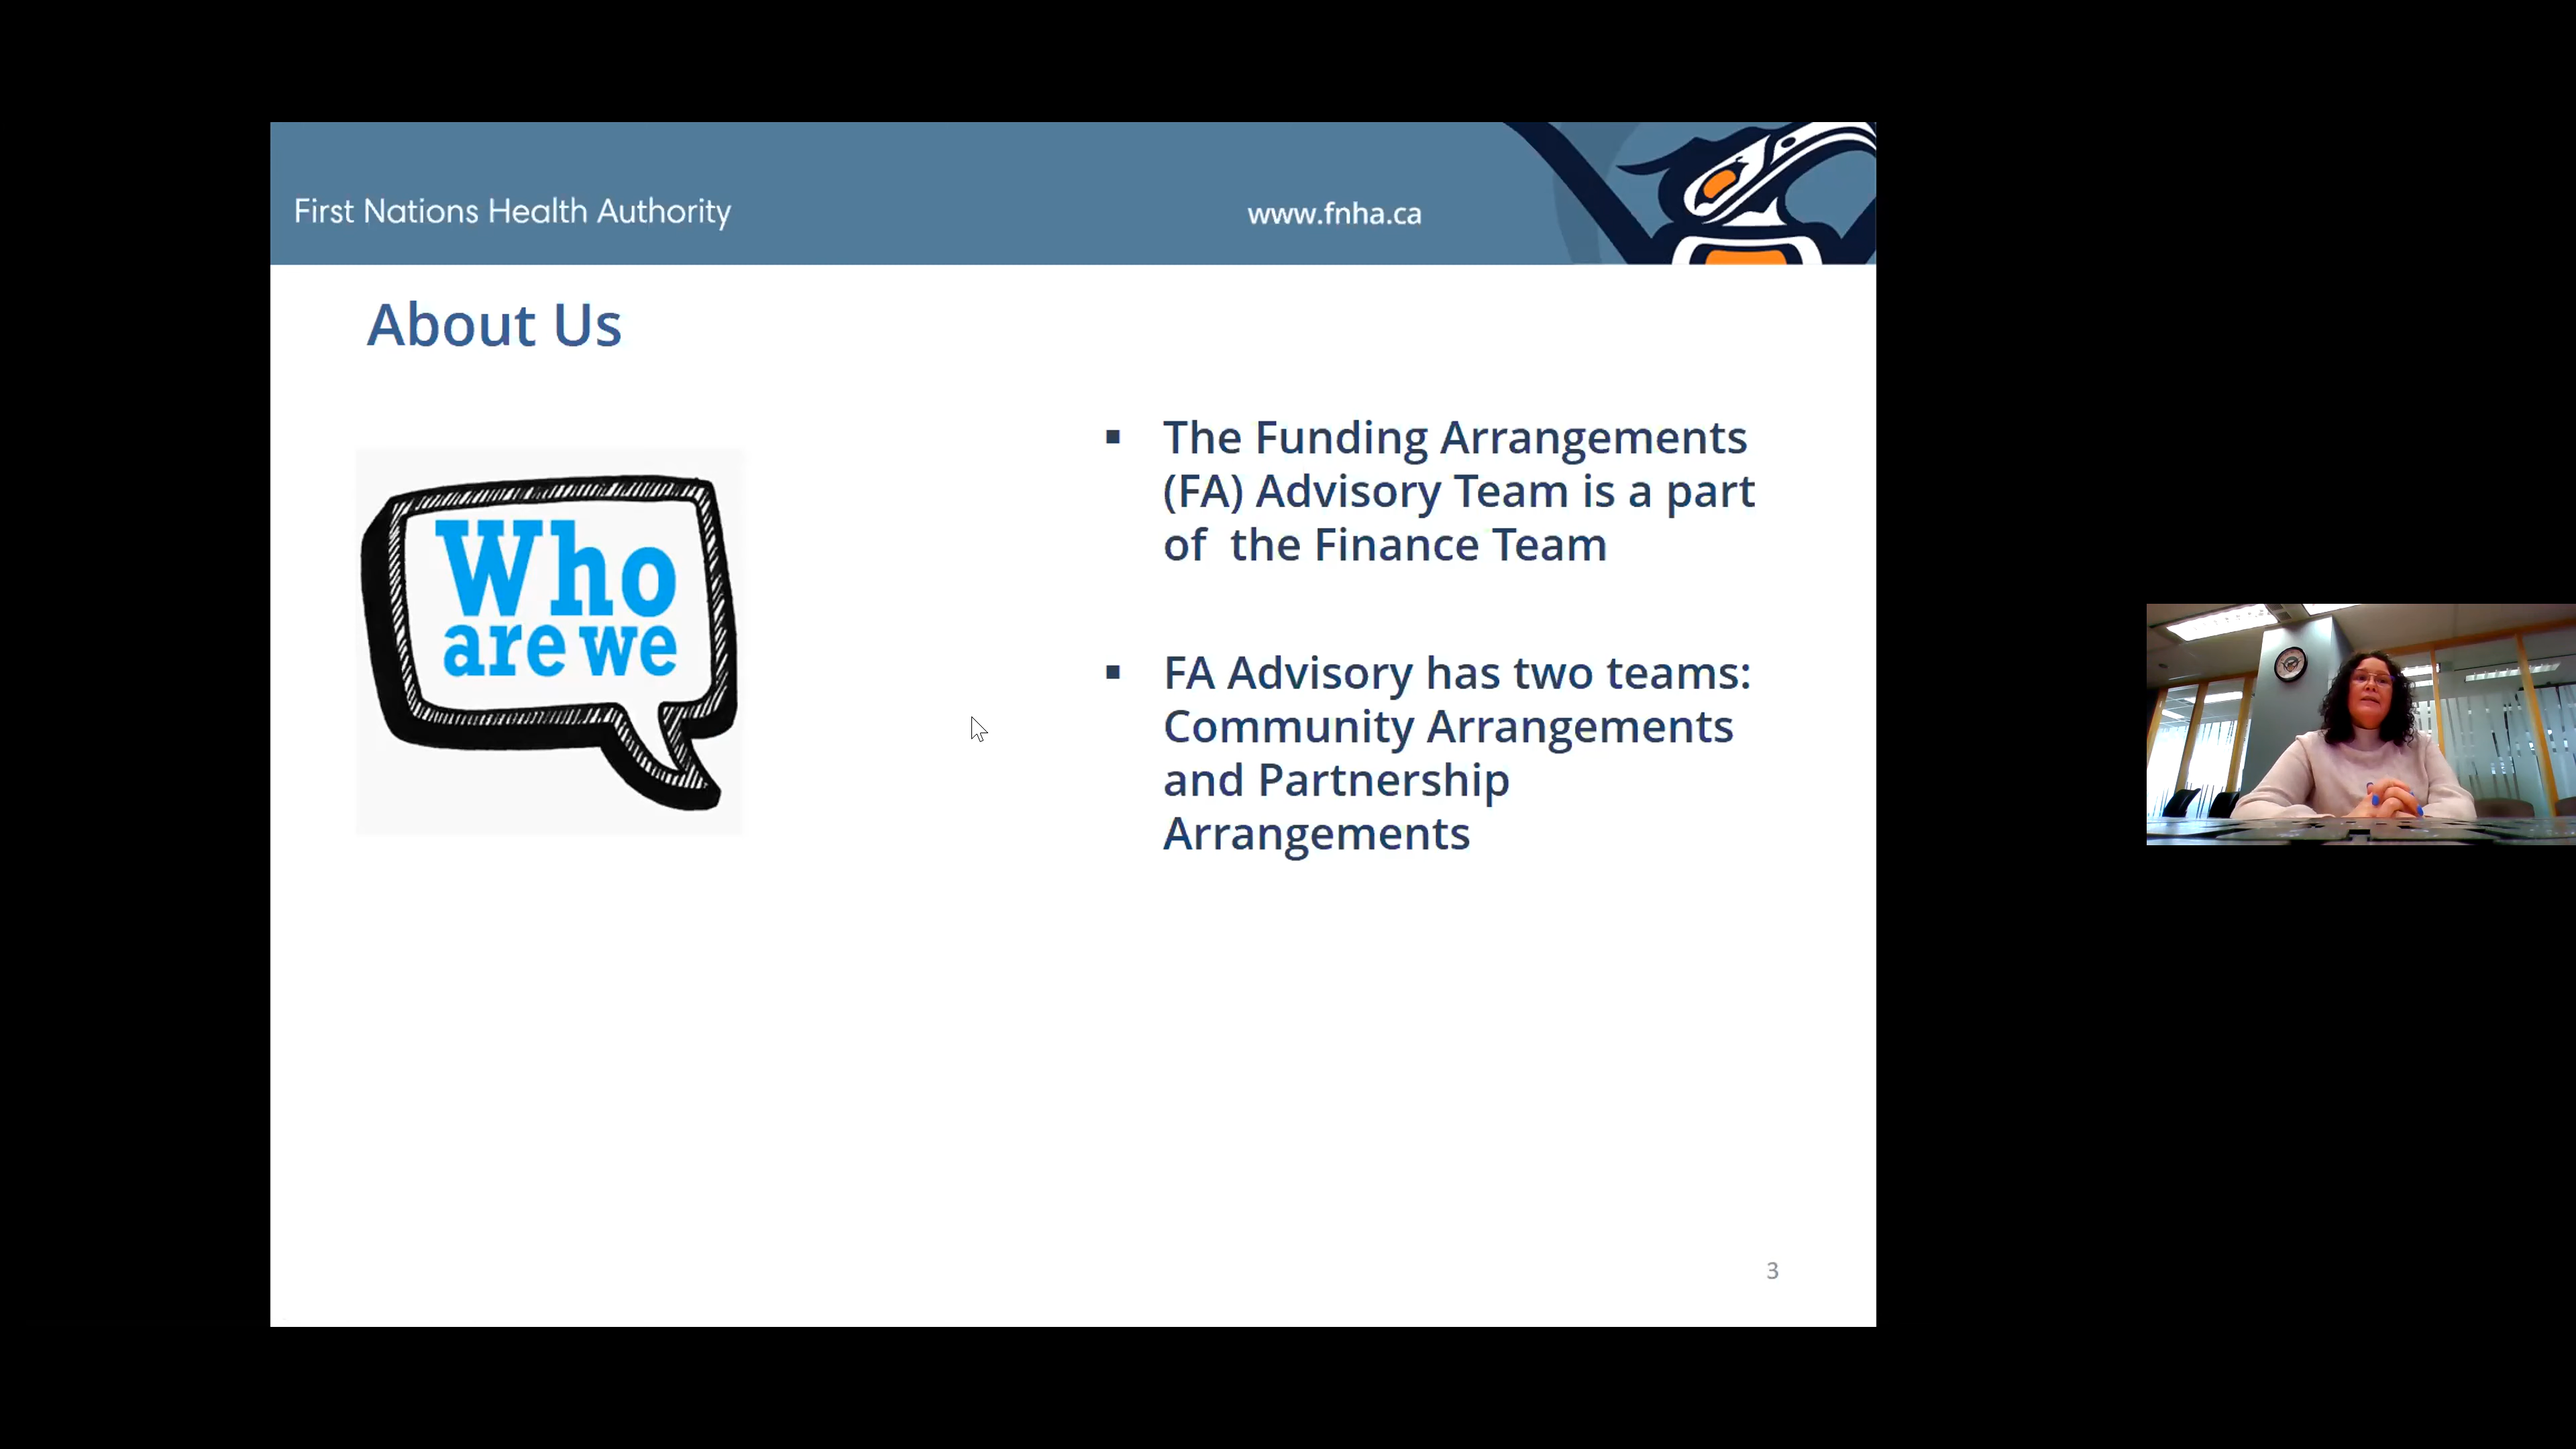 First Nations Health Authority
www.fnha.ca
About Us
Who
are we
▪ The Funding Arrangements
(FA) Advisory Team is a part
of  the Finance Team
▪ FA Advisory has two teams:
Community Arrangements
and Partnership
Arrangements
3